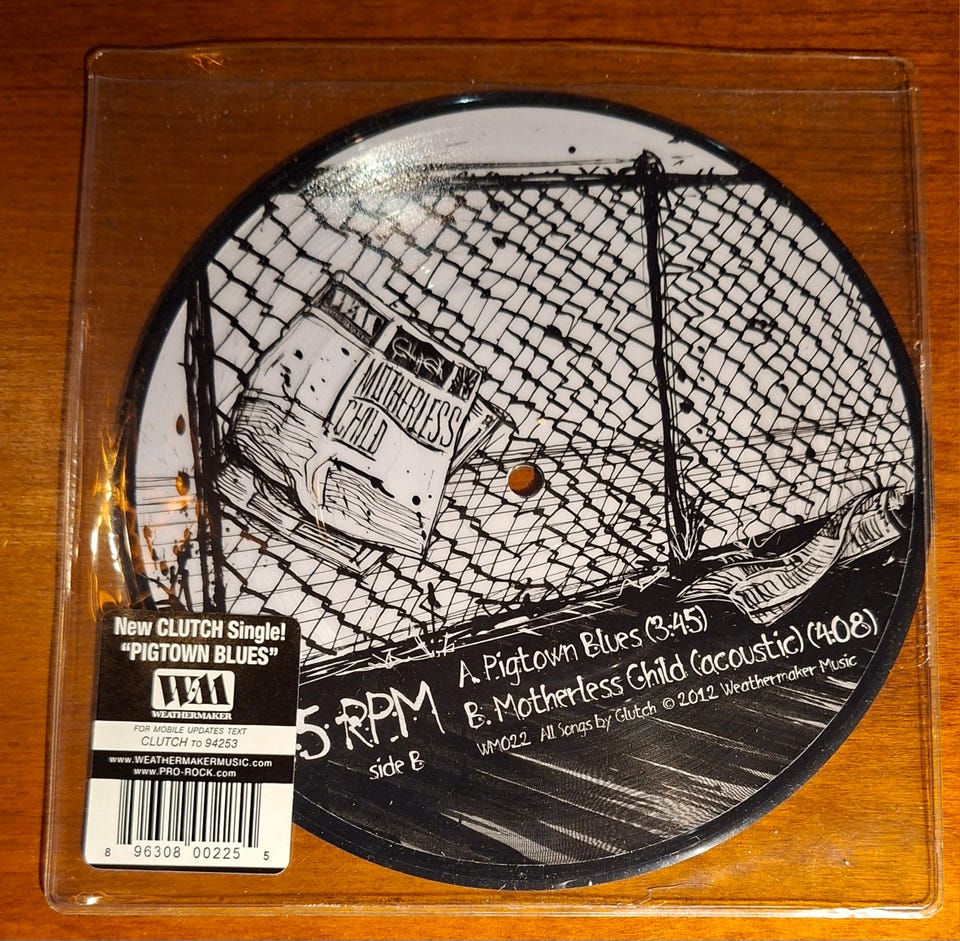 CLUTCH
MOTHERLESS
CHILD
A. Pigtown Blues (3:45)
B. Motherless Child (acoustic) (4:08)
WM022 All Songs by Clutch © 2012 Weathermaker Music
5 R.P.M
side B
New CLUTCH Single!
"PIGTOWN BLUES"
WM
WEATHERMAKER
FOR MOBILE UPDATES TEXT
CLUTCH TO 94253
www.WEATHERMAKERMUSIC.com
www.PRO-ROCK.com
8 96308 00225 5